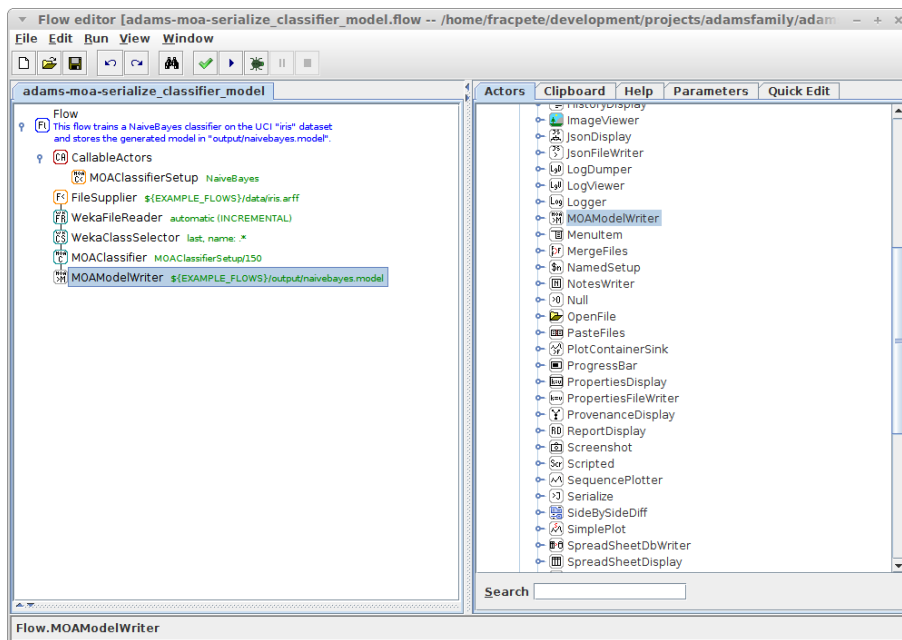 Flow editor [adams-moa-serialize_classifier_model.flow -- /home/fracpete/development/projects/adamsfamily/adam
File Edit Run View Window
adams-moa-serialize_classifier_model
Flow
This flow trains a NaiveBayes classifier on the UCI "iris" dataset
and stores the generated model in "output/naivebayes.model".
CallableActors
MOAClassifierSetup NaiveBayes
FileSupplier ${EXAMPLE_FLOWS}/data/iris.arff
WekaFileReader automatic (INCREMENTAL)
WekaClassSelector last, name: .*
MOAClassifier MOAClassifierSetup/150
MOAModelWriter ${EXAMPLE_FLOWS}/output/naivebayes.model
Actors Clipboard Help Parameters Quick Edit
HistoryDisplay
ImageViewer
JsonDisplay
JsonFileWriter
LogDumper
LogViewer
Logger
MOAModelWriter
MenuItem
MergeFiles
NamedSetup
NotesWriter
Null
OpenFile
PasteFiles
PlotContainerSink
ProgressBar
PropertiesDisplay
PropertiesFileWriter
ProvenanceDisplay
ReportDisplay
Screenshot
Scripted
SequencePlotter
Serialize
SideBySideDiff
SimplePlot
SpreadSheetDbWriter
SpreadSheetDisplay
Search
Flow.MOAModelWriter